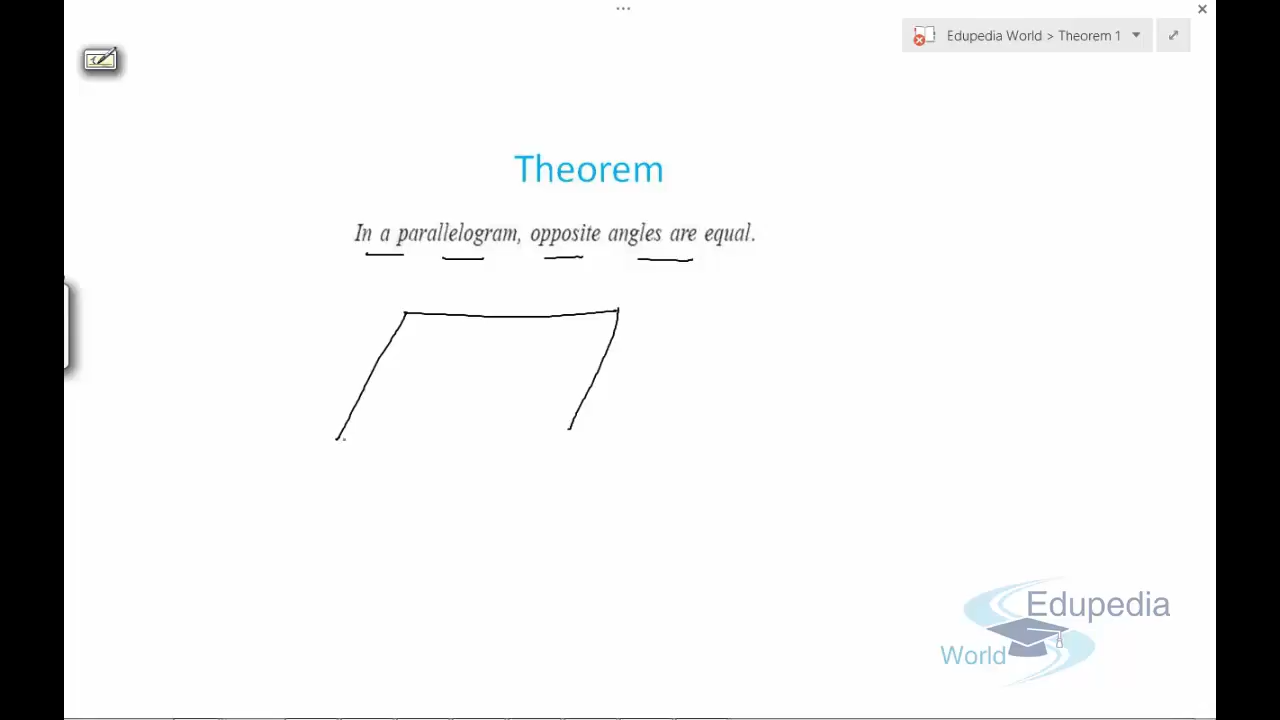 Edupedia World > Theorem 1
Theorem
In a parallelogram, opposite angles are equal.
Edupedia
World